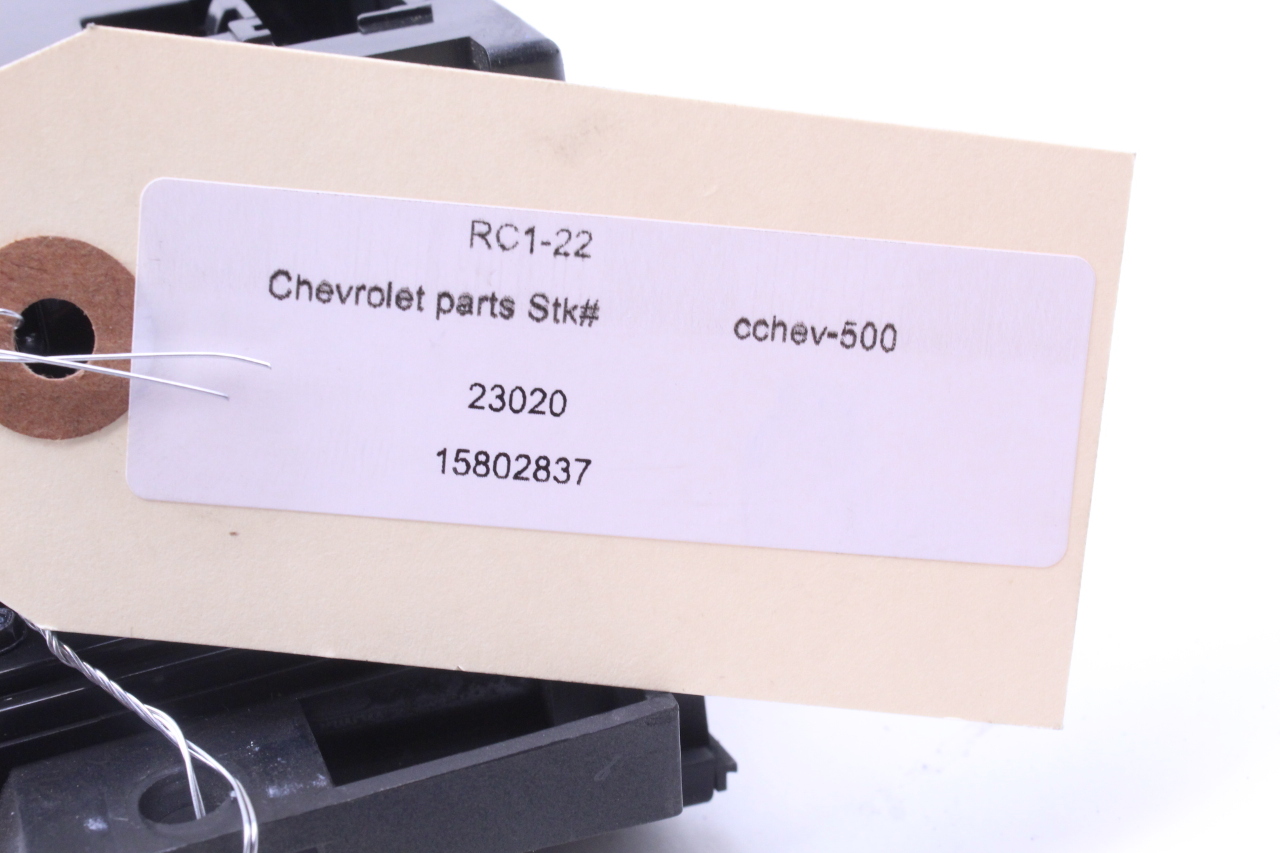 RC1-22
Chevrolet parts Stk# cchev-500
23020
15802837